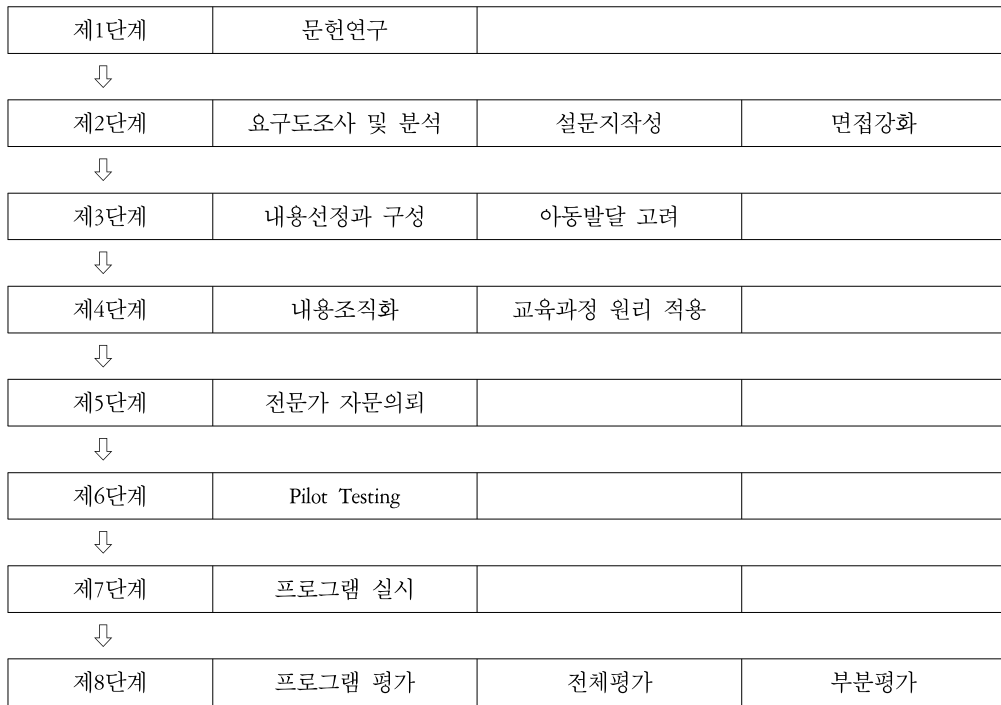 제1단계 문헌연구
⇩
제2단계 요구도조사 및 분석 설문지작성 면접강화
⇩
제3단계 내용선정과 구성 아동발달 고려
⇩
제4단계 내용조직화 교육과정 원리 적용
⇩
제5단계 전문가 자문의뢰
⇩
제6단계 Pilot Testing
⇩
제7단계 프로그램 실시
⇩
제8단계 프로그램 평가 전체평가 부분평가